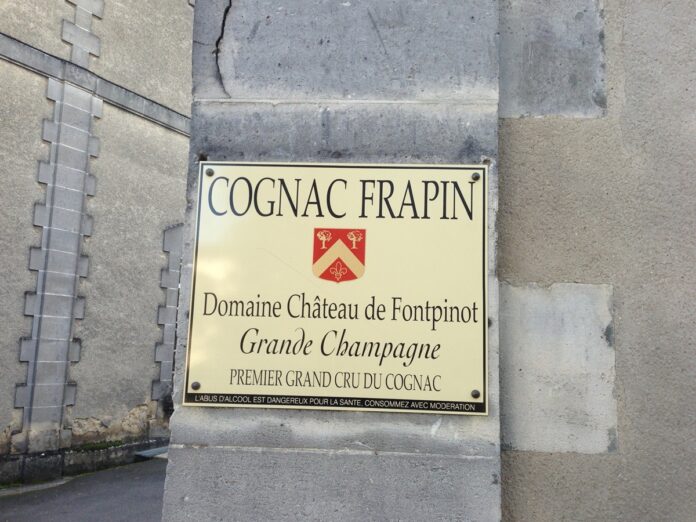 COGNAC FRAPIN
Domaine Château de Fontpinot
Grande Champagne
PREMIER GRAND CRU DU COGNAC
L'ABUS D'ALCOOL EST DANGEREUX POUR LA SANTE, CONSOMMEZ AVEC MODERATION